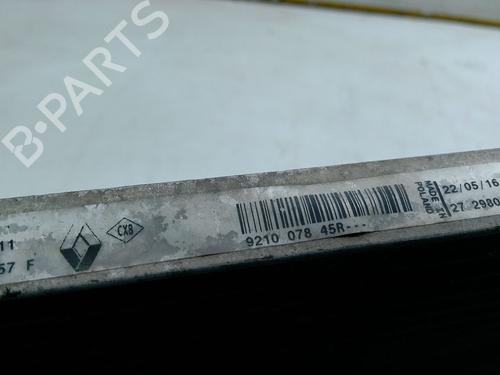 B-PARTS
11
57 F
CX8
9210 078 45R---
MADE IN
POLAND
22/05/16
27 2980